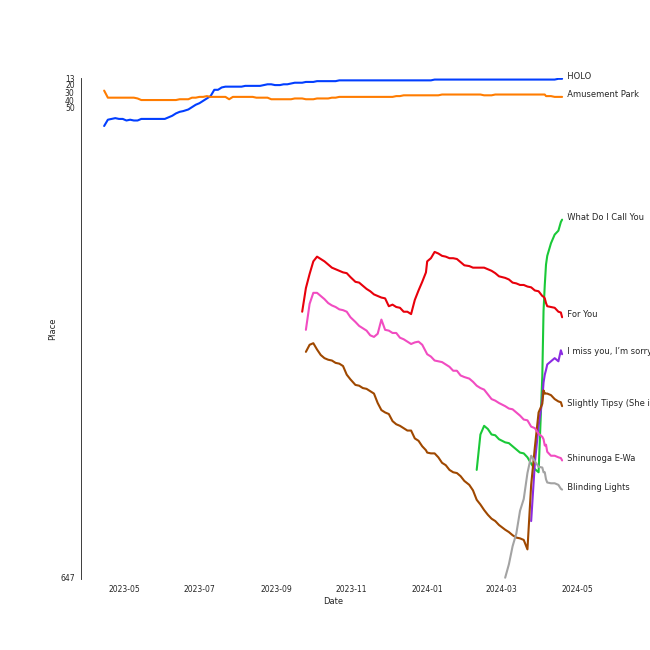 13
20
30
40
50
647
Place
HOLO
Amusement Park
What Do I Call You
For You
I miss you, I'm sorry
Slightly Tipsy (She i
Shinunoga E-Wa
Blinding Lights
2023-05
2023-07
2023-09
2023-11
2024-01
2024-03
2024-05
Date